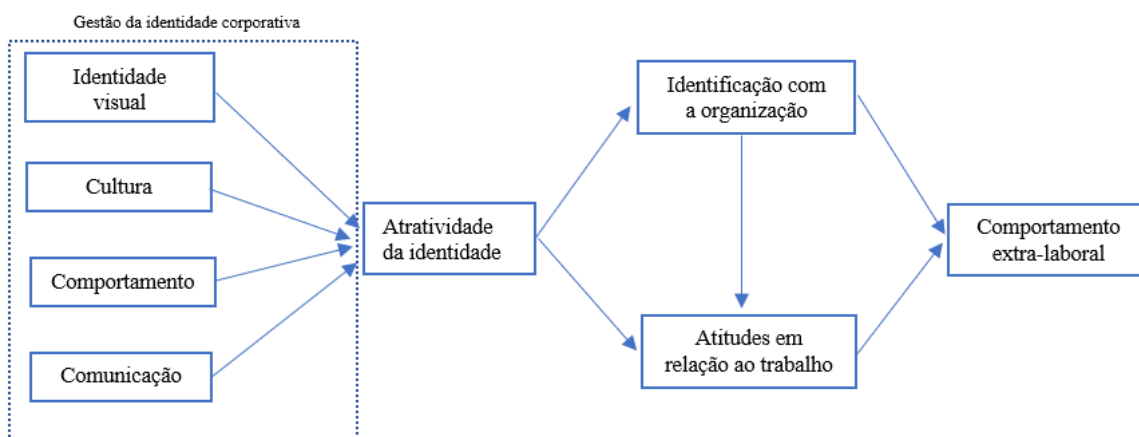 Gestão da identidade corporativa
Identidade
visual
Cultura
Comportamento
Comunicação
Atratividade
da identidade
Identificação com
a organização
Atitudes em
relação ao trabalho
Comportamento
extra-laboral